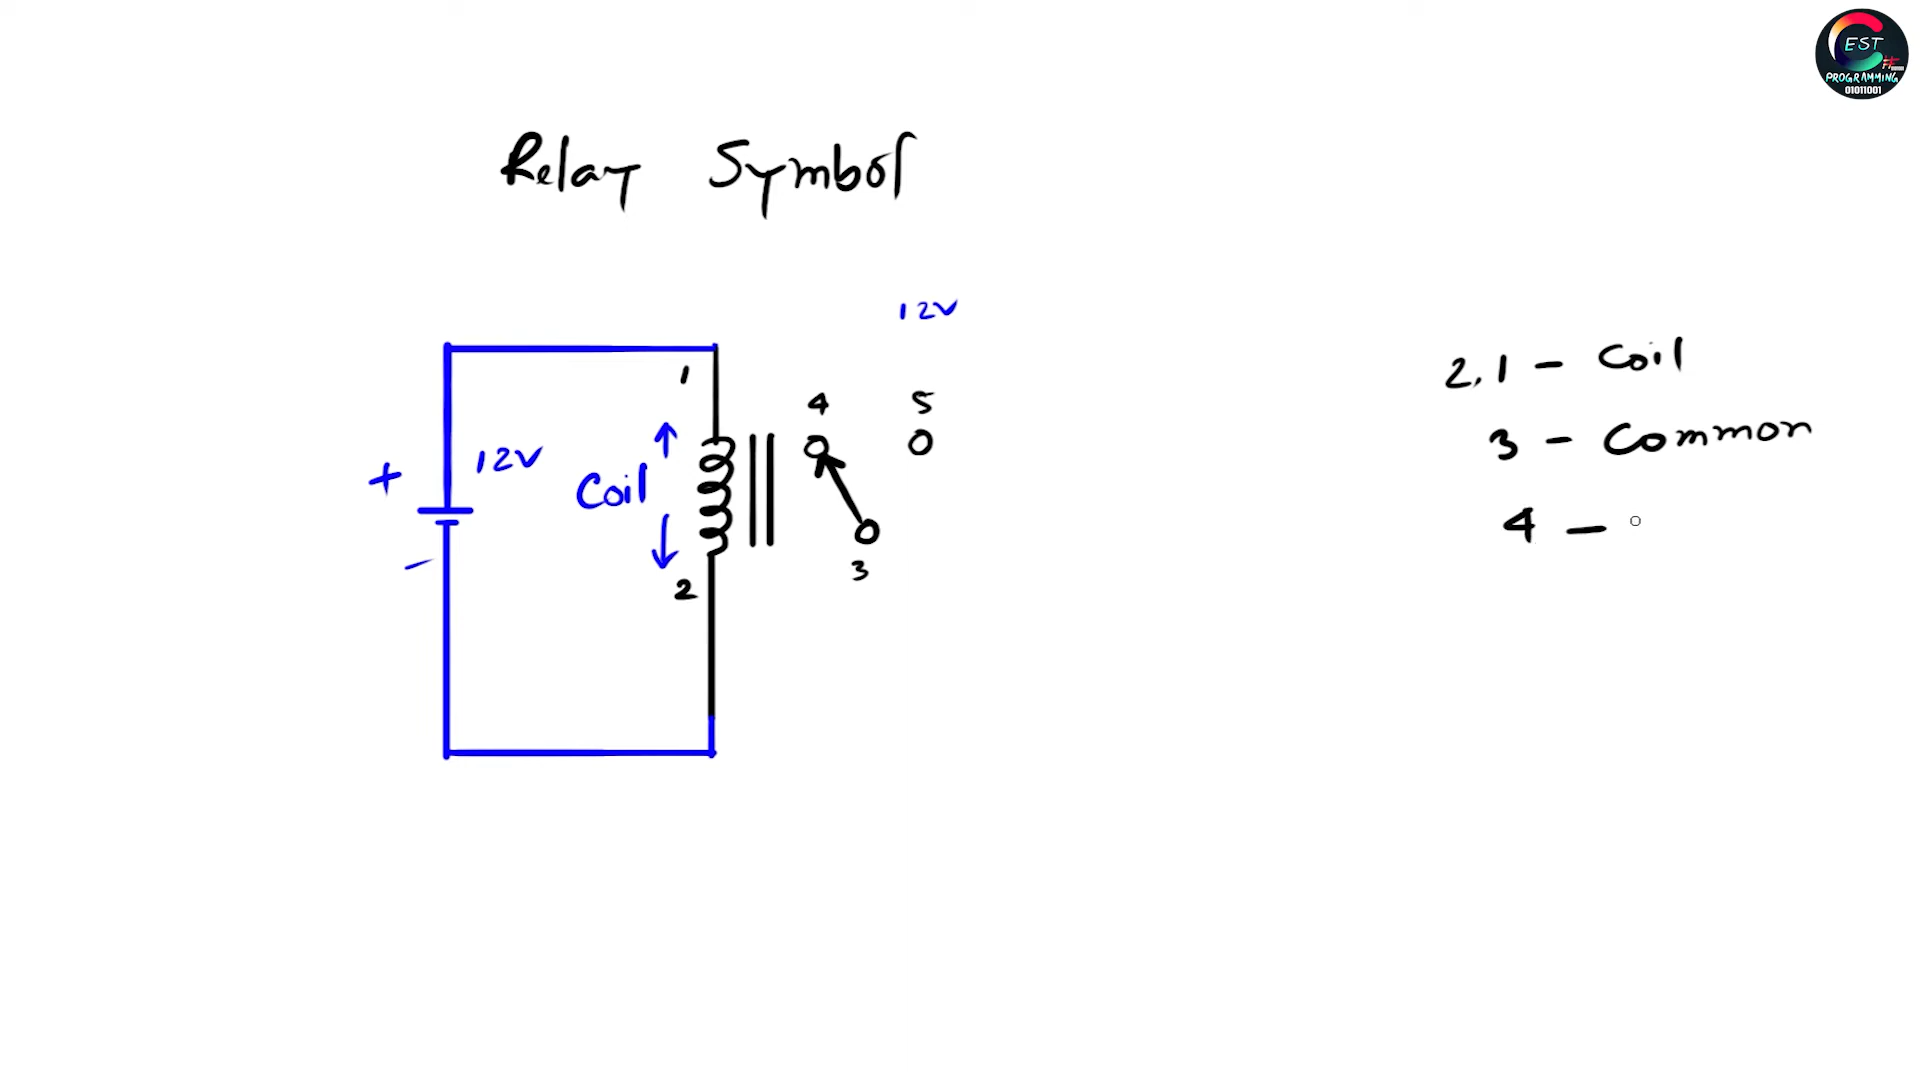 EST
PROGRAMMING
01011001
Relay Symbol
12V
1
4 5
12V
+
Coil
-
2
3
2,1 - Coil
3 - Common
4 -